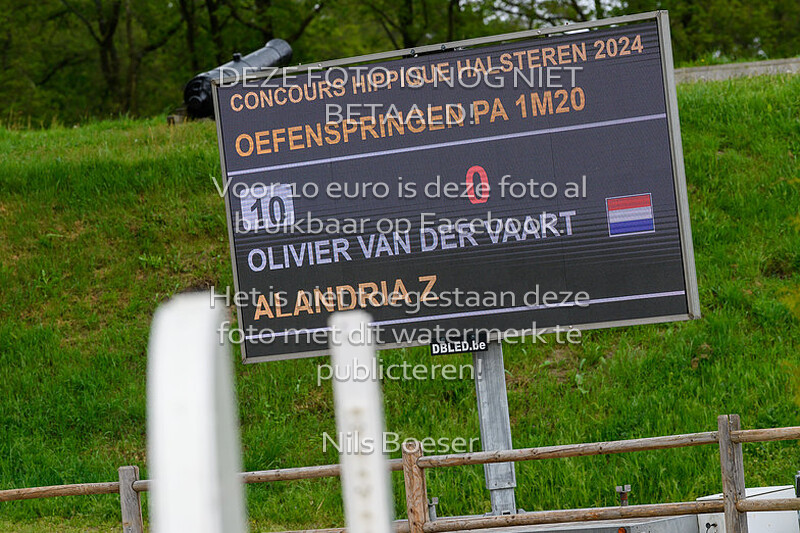 DEZE FOTO IS NOG NIET
BETAALD!
CONCOURS HIPPIQUE HALSTEREN 2024
OEFENSPRINGEN PA 1M20
Voor 10 euro is deze foto al
bruikbaar op Facebook
10
0
OLIVIER VAN DER VAART
Het is niet toegestaan deze
foto met dit watermerk te
publiceren!
ALANDRIA Z
DBLED.be
Nils Boeser